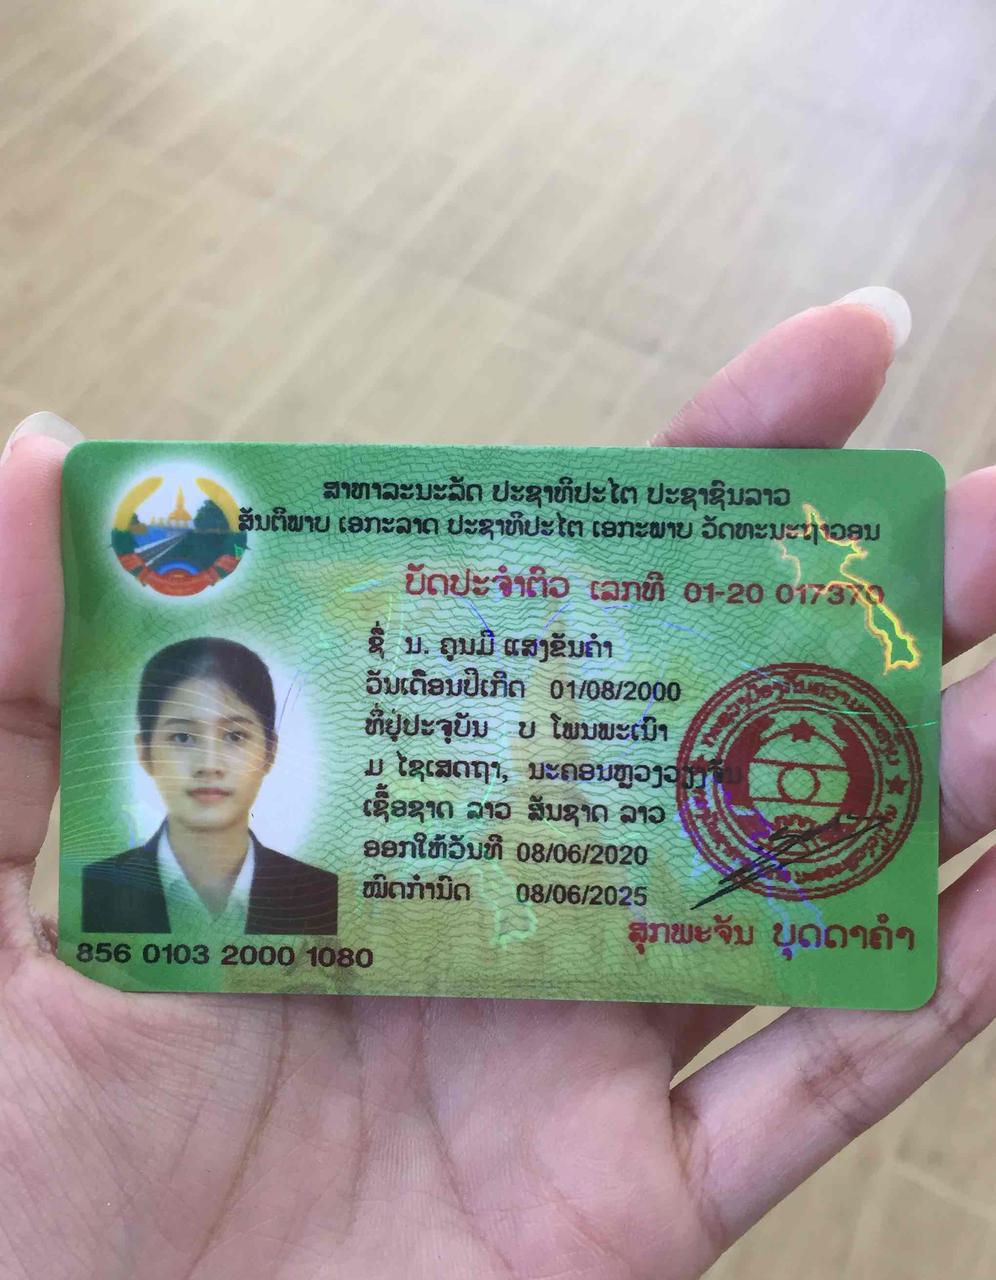 ສາທາລະນະລັດ ປະຊາທິປະໄຕ ປະຊາຊົນລາວ
ສັນຕິພາບ ເອກະລາດ ປະຊາທິປະໄຕ ເອກະພາບ ວັດທະນະຖາວອນ
ບັດປະຈຳຕົວ ເລກທີ 01-20 017370
ຊື່ ນ. ຄູນມີ ແສງຂັນຄຳ
ວັນເດືອນປີເກີດ 01/08/2000
ທີ່ຢູ່ປະຈຸບັນ ບ ໂພນພະເນົາ
ມ ໄຊເສດຖາ, ນະຄອນຫຼວງວຽງຈັນ
ເຊື້ອຊາດ ລາວ ສັນຊາດ ລາວ
ອອກໃຫ້ວັນທີ 08/06/2020
ໝົດກຳນົດ 08/06/2025
ສຸກພະຈັນ ບຸດດາຄຳ
856 0103 2000 1080